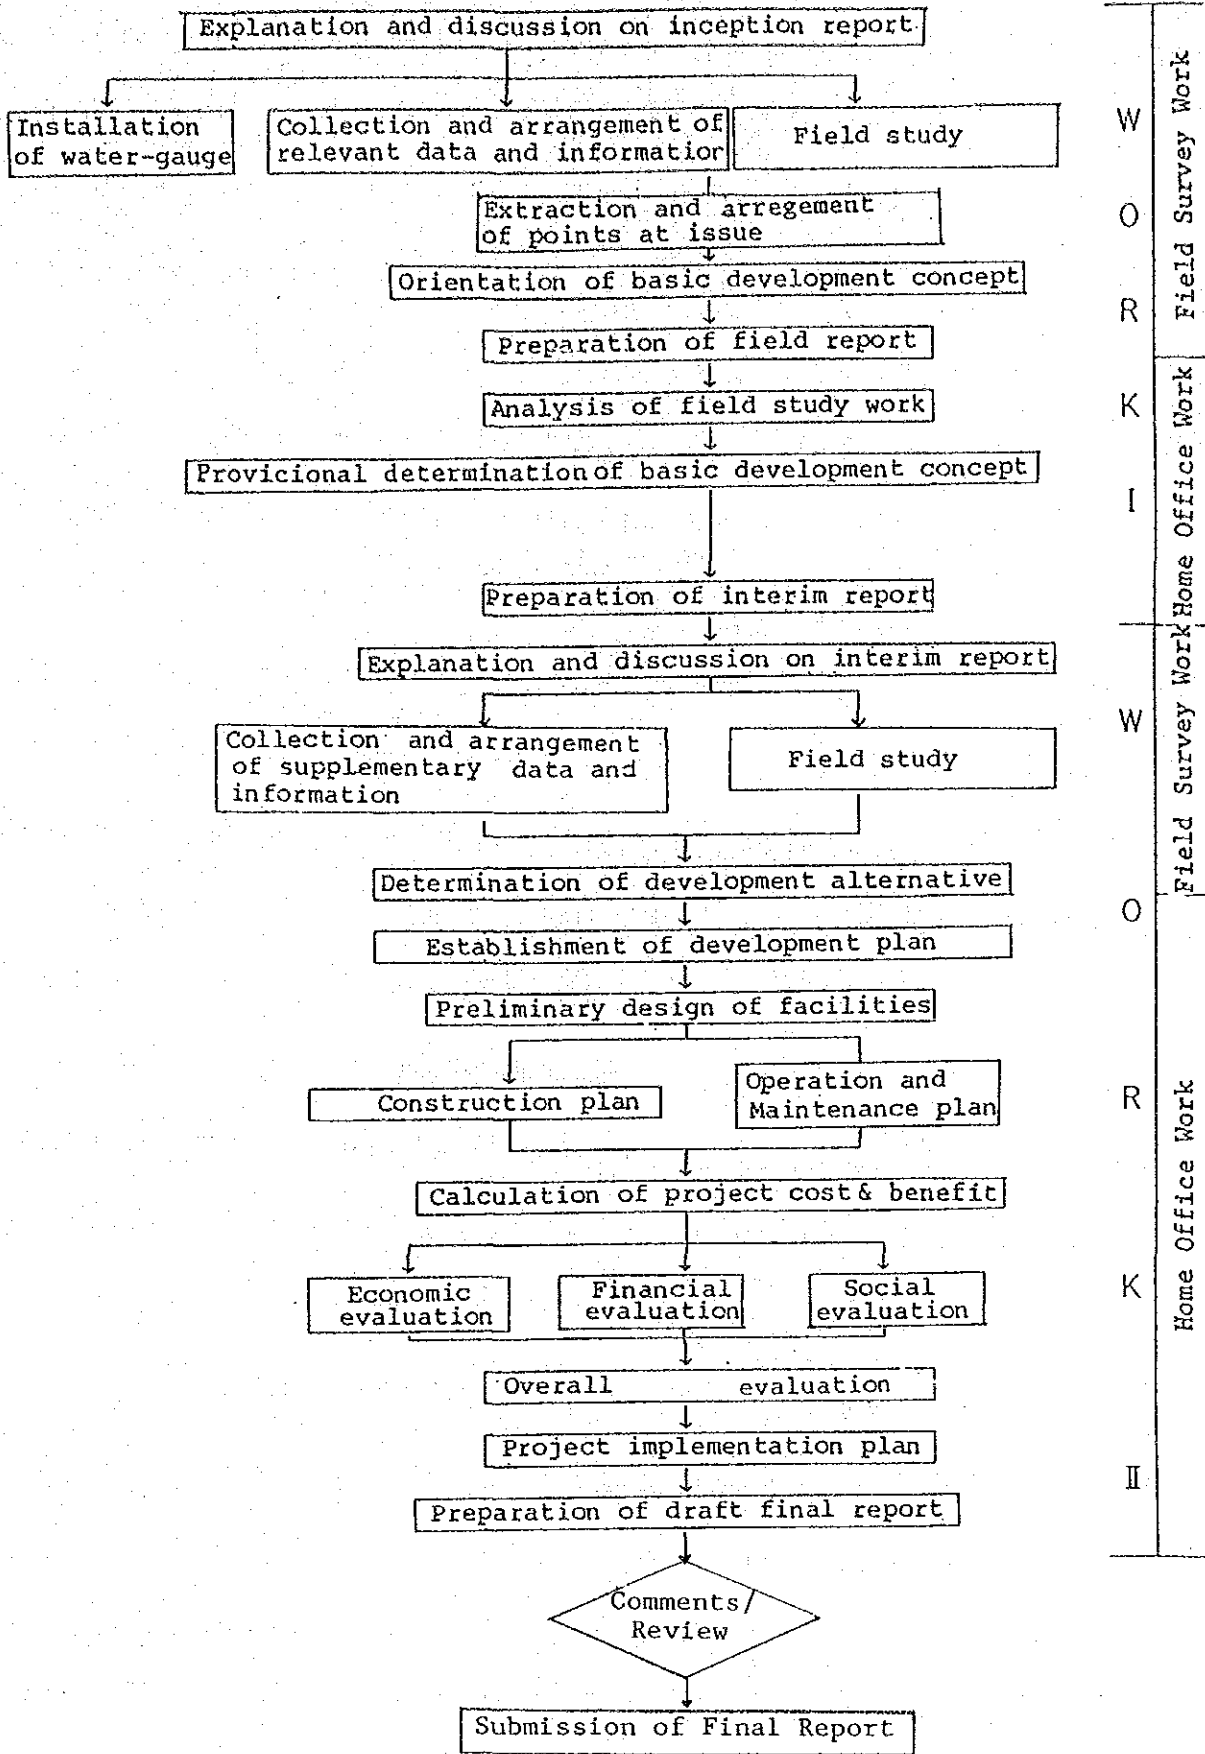 Explanation and discussion on inception report
Installation
of water-gauge
Collection and arrangement of
relevant data and information
Field study
Extraction and arregement
of points at issue
Orientation of basic development concept
Preparation of field report
Analysis of field study work
Provicional determination of basic development concept
Preparation of interim report
Explanation and discussion on interim report
Collection and arrangement
of supplementary data and
information
Field study
Determination of development alternative
Establishment of development plan
Preliminary design of facilities
Construction plan
Operation and
Maintenance plan
Calculation of project cost & benefit
Economic
evaluation
Financial
evaluation
Social
evaluation
Overall evaluation
Project implementation plan
Preparation of draft final report
Comments/
Review
Submission of Final Report
WORK I
Field Survey Work
Home Office Work
WORK II
Field Survey Work
Home Office Work